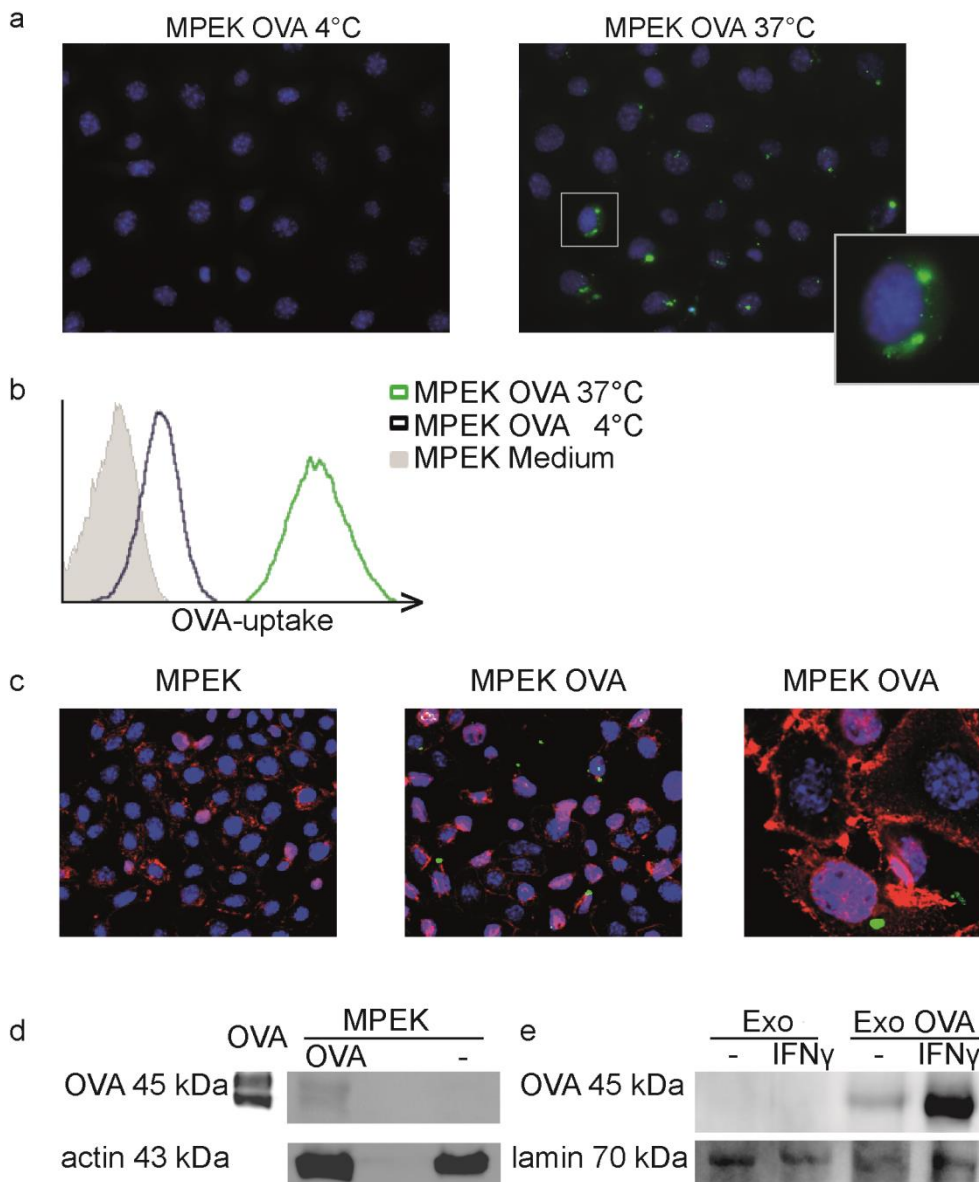 a
MPEK OVA 4°C
MPEK OVA 37°C
b
MPEK OVA 37°C
MPEK OVA 4°C
MPEK Medium
OVA-uptake
c
MPEK
MPEK OVA
MPEK OVA
d
OVA
MPEK
OVA -
OVA 45 kDa
actin 43 kDa
e
Exo Exo OVA
- IFNγ - IFNγ
OVA 45 kDa
lamin 70 kDa